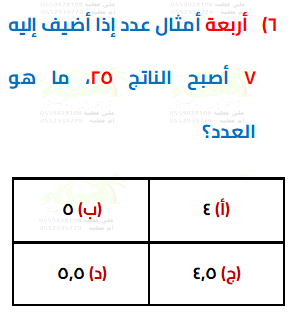 ٦) أربعة أمثال عدد إذا أضيف إليه
٧ أصبح الناتج ٢٥، ما هو
العدد؟
(أ) ٤
(ب) ٥
(ج) ٤,٥
(د) ٥,٥